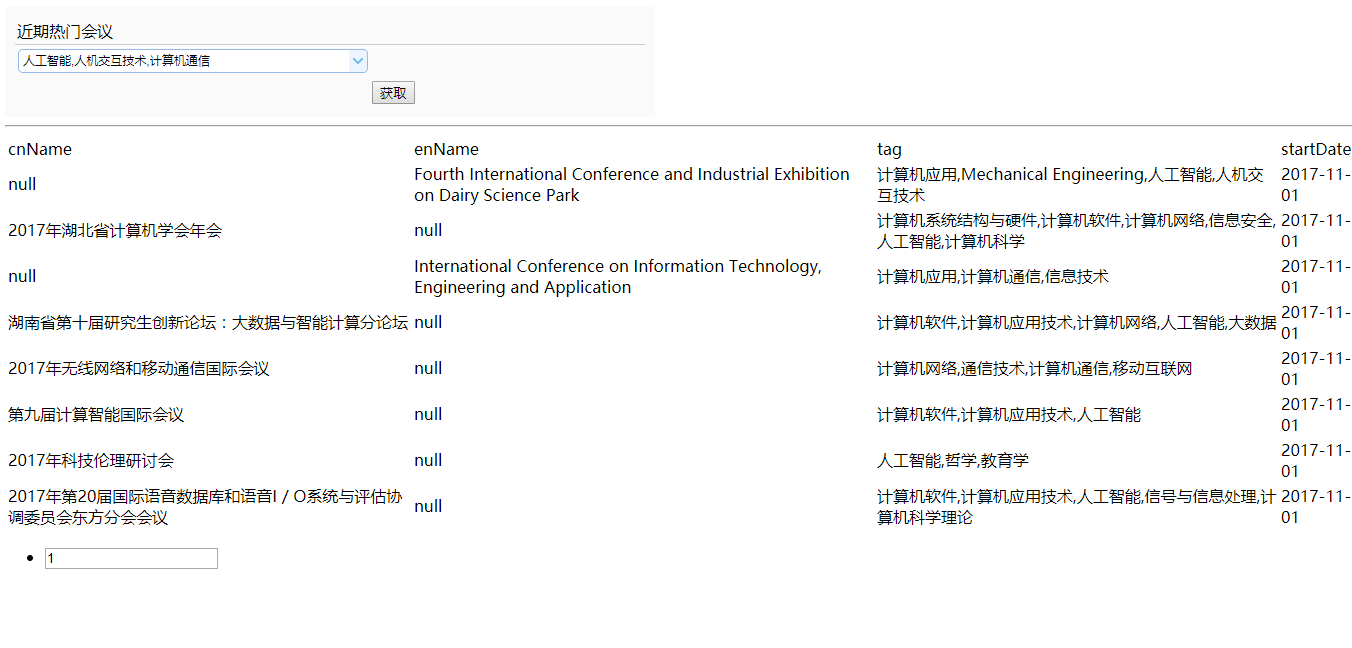 近期热门会议
人工智能,人机交互技术,计算机通信
获取
cnName enName tag startDate
null Fourth International Conference and Industrial Exhibition 计算机应用,Mechanical Engineering,人工智能,人机交 2017-11-
on Dairy Science Park 互技术 01
2017年湖北省计算机学会年会 null 计算机系统结构与硬件,计算机软件,计算机网络,信息安全, 2017-11-
人工智能,计算机科学 01
null International Conference on Information Technology, 计算机应用,计算机通信,信息技术 2017-11-
Engineering and Application 01
湖南省第十届研究生创新论坛：大数据与智能计算分论坛 null 计算机软件,计算机应用技术,计算机网络,人工智能,大数据 2017-11-
01
2017年无线网络和移动通信国际会议 null 计算机网络,通信技术,计算机通信,移动互联网 2017-11-
01
第九届计算智能国际会议 null 计算机软件,计算机应用技术,人工智能 2017-11-
01
2017年科技伦理研讨会 null 人工智能,哲学,教育学 2017-11-
01
2017年第20届国际语音数据库和语音I / O系统与评估协 null 计算机软件,计算机应用技术,人工智能,信号与信息处理,计 2017-11-
调委员会东方分会会议 算机科学理论 01
1